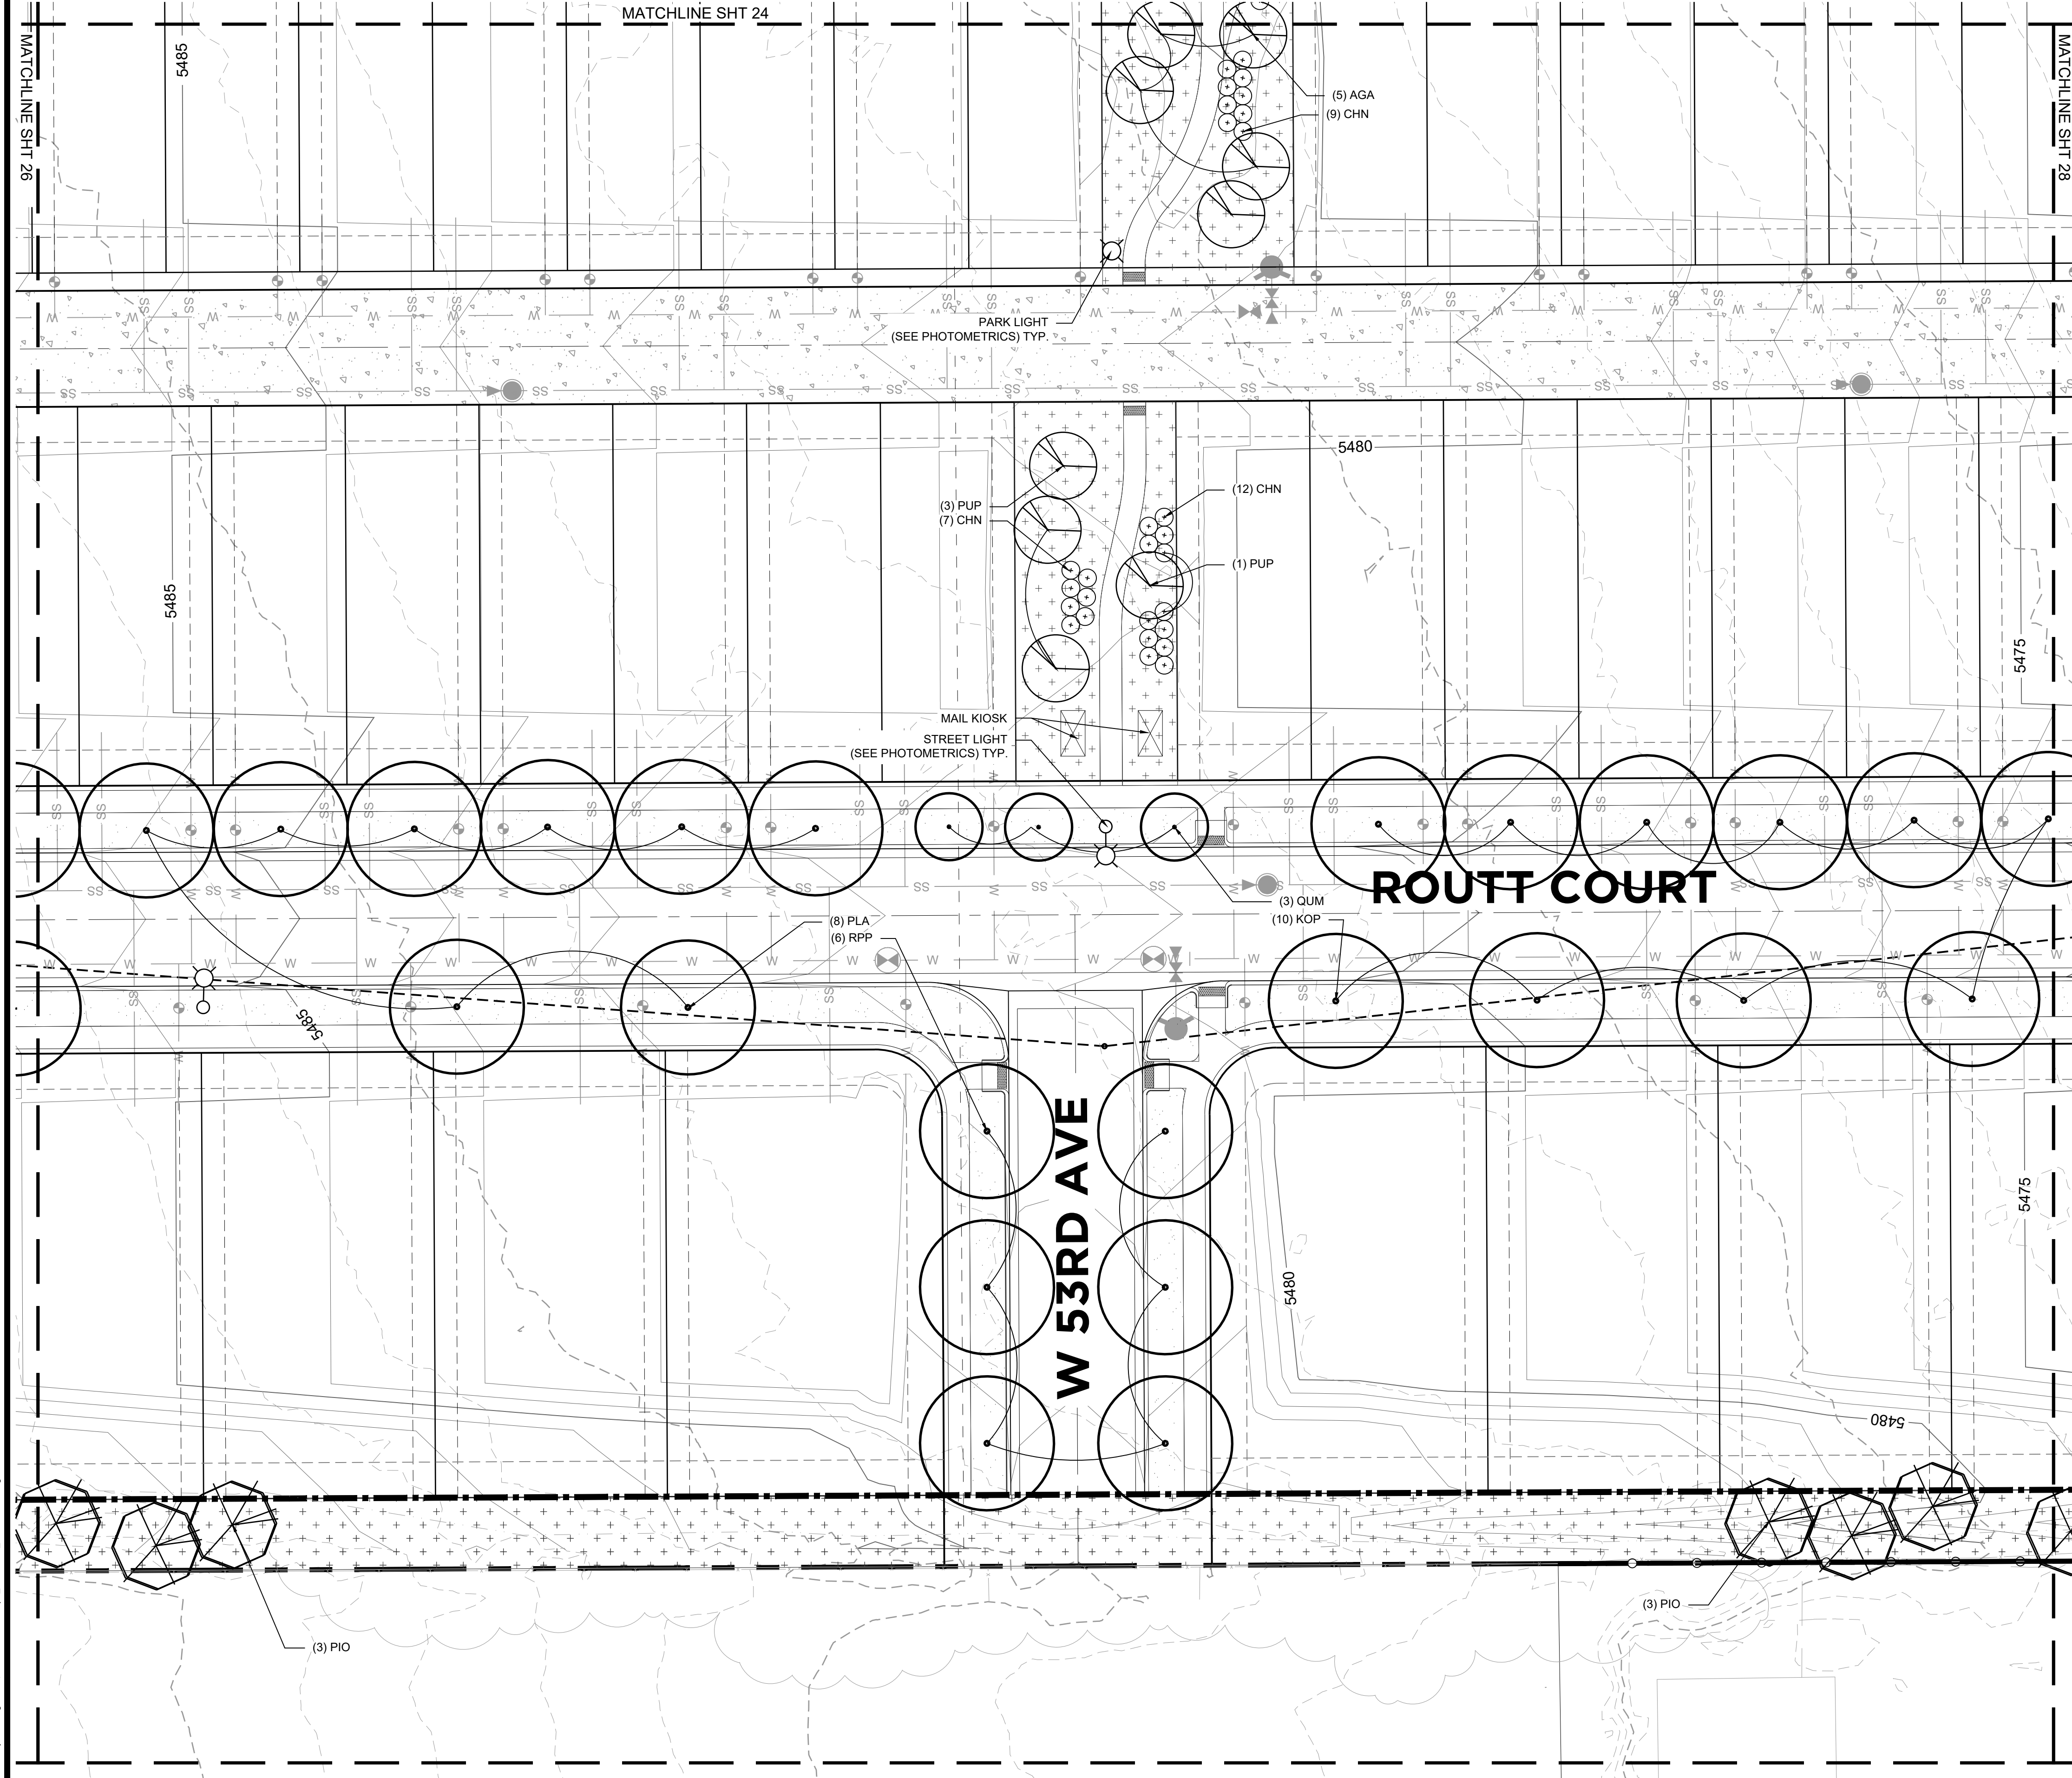 MATCHLINE SHT 24
MATCHLINE SHT 26
MATCHLINE SHT 28
5485
(5) AGA
(9) CHN
PARK LIGHT
(SEE PHOTOMETRICS) TYP.
5480
(12) CHN
(3) PUP
(7) CHN
(1) PUP
5485
5475
MAIL KIOSK
STREET LIGHT
(SEE PHOTOMETRICS) TYP.
ROUTT COURT
(3) QUM
(10) KOP
(8) PLA
(6) RPP
5485
W 53RD AVE
5475
5480
5480
(3) PIO
(3) PIO